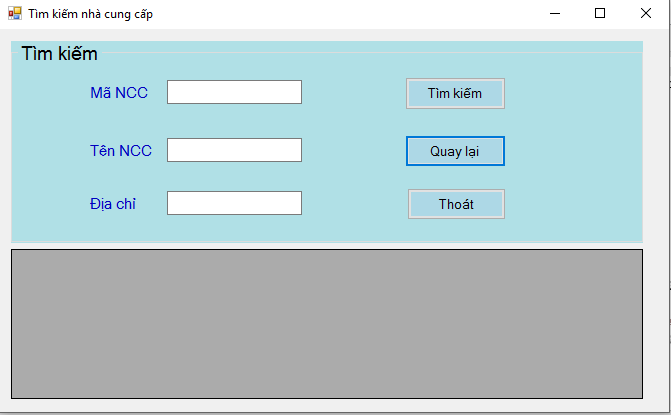 Tìm kiếm nhà cung cấp
Tìm kiếm
Mã NCC
Tìm kiếm
Tên NCC
Quay lại
Địa chỉ
Thoát